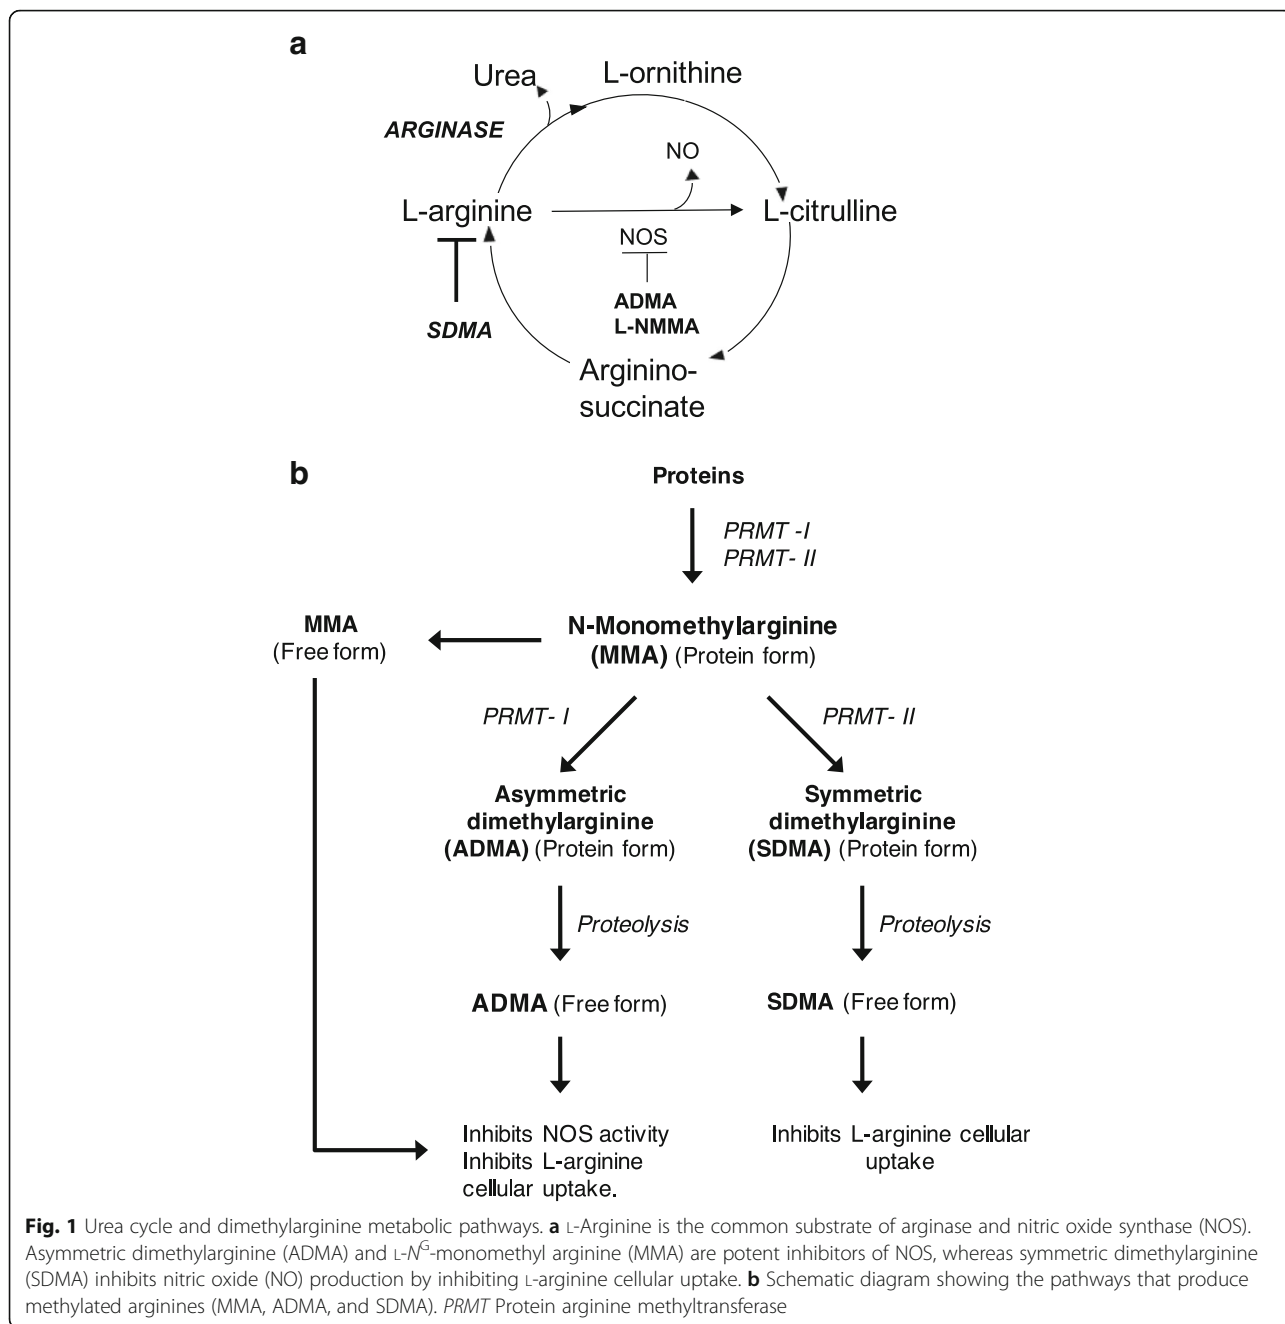 a
Urea
L-ornithine
ARGINASE
NO
L-arginine
L-citrulline
NOS
ADMA
L-NMMA
SDMA
Arginino-
succinate
b
Proteins
PRMT -I
PRMT- II
MMA
(Free form)
N-Monomethylarginine
(MMA) (Protein form)
PRMT- I
PRMT- II
Asymmetric
dimethylarginine
(ADMA) (Protein form)
Symmetric
dimethylarginine
(SDMA) (Protein form)
Proteolysis
Proteolysis
ADMA (Free form)
SDMA (Free form)
Inhibits NOS activity
Inhibits L-arginine
cellular uptake.
Inhibits L-arginine cellular
uptake
Fig. 1 Urea cycle and dimethylarginine metabolic pathways. a L-Arginine is the common substrate of arginase and nitric oxide synthase (NOS).
Asymmetric dimethylarginine (ADMA) and L-N^G-monomethyl arginine (MMA) are potent inhibitors of NOS, whereas symmetric dimethylarginine
(SDMA) inhibits nitric oxide (NO) production by inhibiting L-arginine cellular uptake. b Schematic diagram showing the pathways that produce
methylated arginines (MMA, ADMA, and SDMA). PRMT Protein arginine methyltransferase